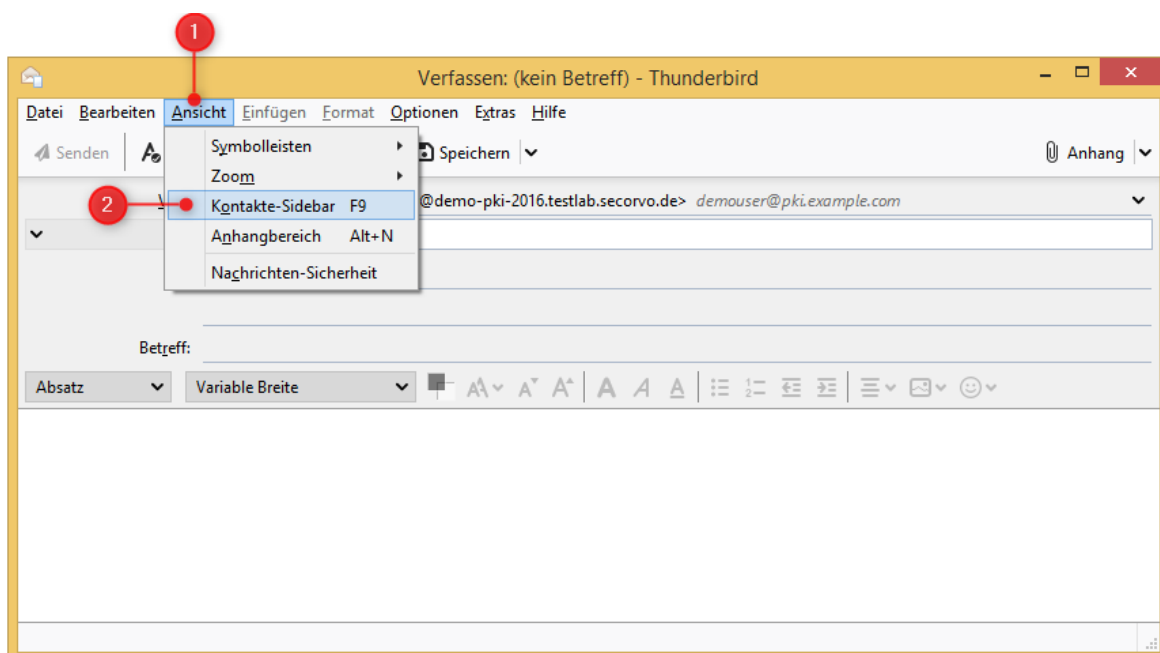 1
Verfassen: (kein Betreff) - Thunderbird
Datei Bearbeiten Ansicht Einfügen Format Optionen Extras Hilfe
Senden Speichern Anhang
Symbolleisten
Zoom
2
Kontakte-Sidebar F9
@demo-pki-2016.testlab.secorvo.de> demouser@pki.example.com
Anhangbereich Alt+N
Nachrichten-Sicherheit
Betreff:
Absatz Variable Breite